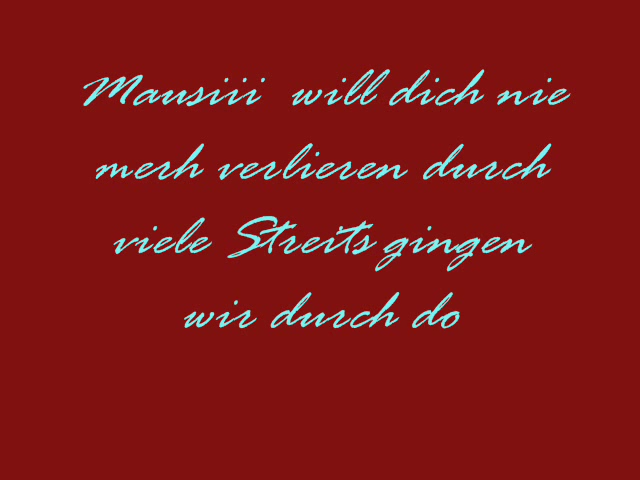 Mausiii will dich nie
merh verlieren durch
viele Streits gingen
wir durch do